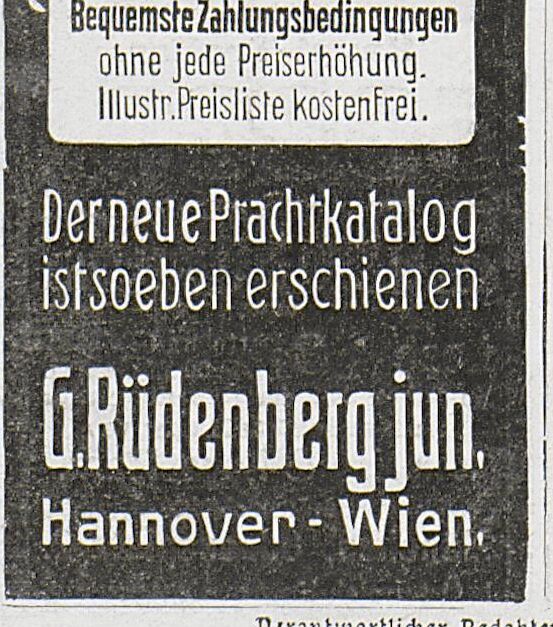 Bequemste Zahlungsbedingungen
ohne jede Preiserhöhung.
Illustr. Preisliste kostenfrei.
Der neue Prachtkatalog
ist soeben erschienen
G. Rüdenberg jun.
Hannover - Wien.